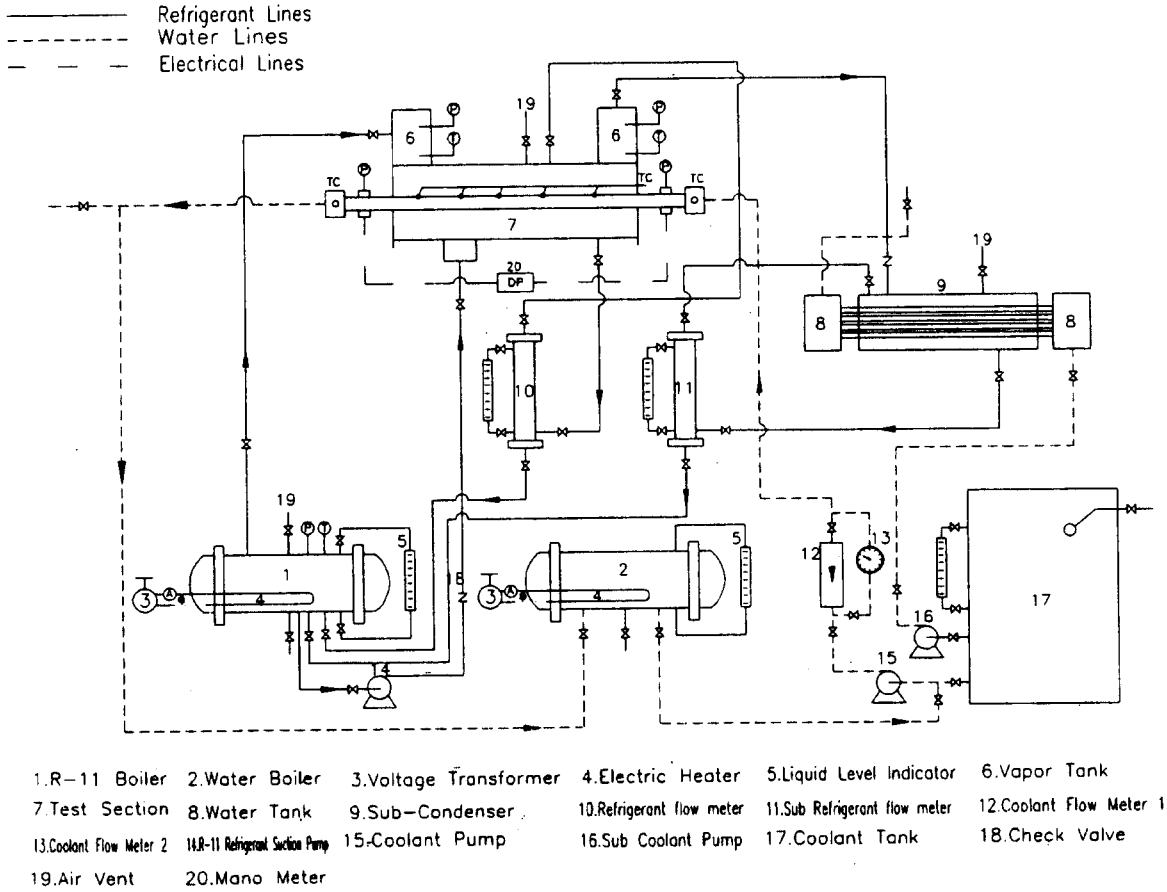 Refrigerant Lines
Water Lines
Electrical Lines
19
P
P
6
T
6
T
P
P
TC
TC
TC
7
20
DP
19
9
8
8
10
11
19
P
T
5
5
12
13
1
2
18
3
A
4
3
A
4
17
16
14
15
1.R-11 Boiler 2.Water Boiler 3.Voltage Transformer 4.Electric Heater 5.Liquid Level Indicator 6.Vapor Tank
7.Test Section 8.Water Tank 9.Sub-Condenser 10.Refrigerant flow meter 11.Sub Refrigerant flow meter 12.Coolant Flow Meter 1
13.Coolant Flow Meter 2 14.R-11 Refrigerant Suction Pump 15.Coolant Pump 16.Sub Coolant Pump 17.Coolant Tank 18.Check Valve
19.Air Vent 20.Mano Meter